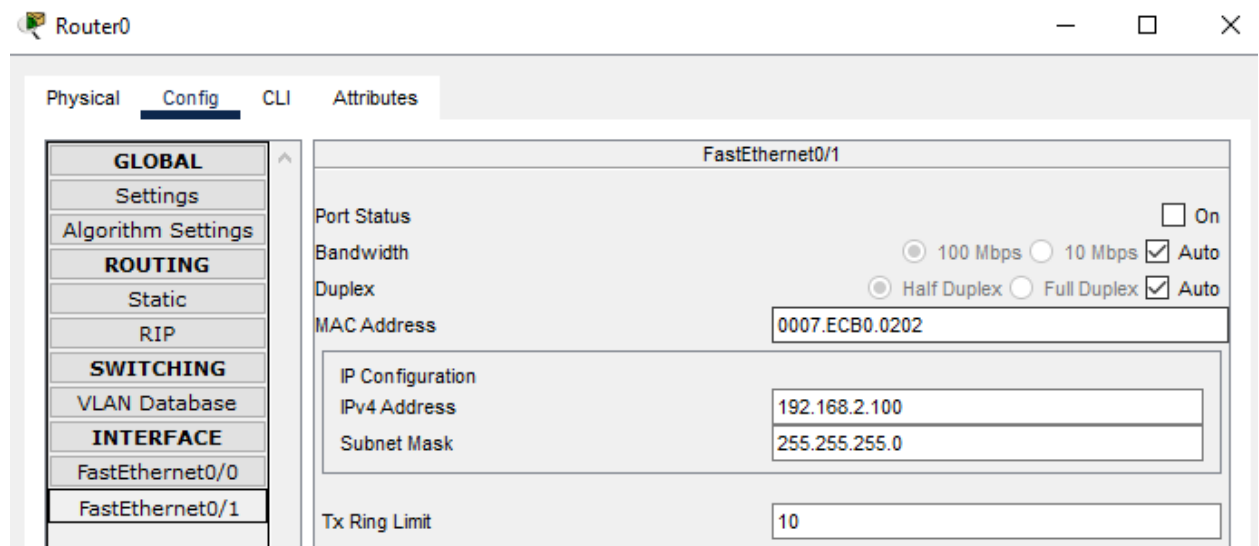 Router0
Physical Config CLI Attributes
GLOBAL
Settings
Algorithm Settings
ROUTING
Static
RIP
SWITCHING
VLAN Database
INTERFACE
FastEthernet0/0
FastEthernet0/1
FastEthernet0/1
Port Status On
Bandwidth 100 Mbps 10 Mbps Auto
Duplex Half Duplex Full Duplex Auto
MAC Address 0007.ECB0.0202
IP Configuration
IPv4 Address 192.168.2.100
Subnet Mask 255.255.255.0
Tx Ring Limit 10